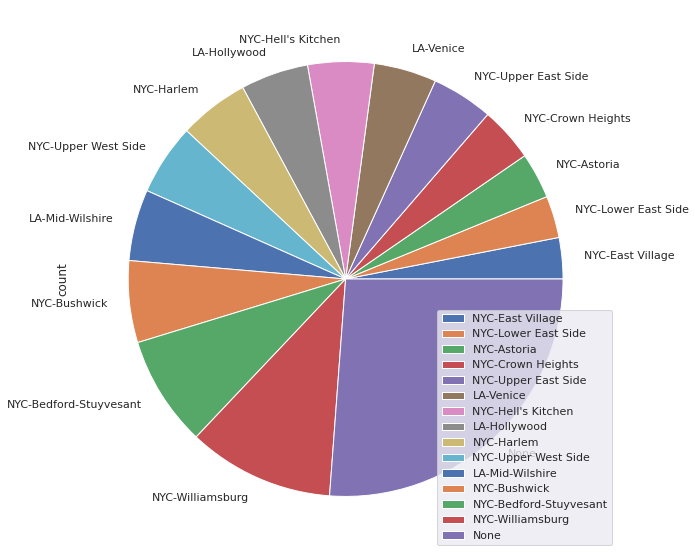 NYC-Hell's Kitchen
LA-Hollywood
LA-Venice
NYC-Upper East Side
NYC-Harlem
NYC-Crown Heights
NYC-Upper West Side
NYC-Astoria
NYC-Lower East Side
LA-Mid-Wilshire
NYC-East Village
count
NYC-Bushwick
NYC-Bedford-Stuyvesant
NYC-Williamsburg
None
NYC-East Village
NYC-Lower East Side
NYC-Astoria
NYC-Crown Heights
NYC-Upper East Side
LA-Venice
NYC-Hell's Kitchen
LA-Hollywood
NYC-Harlem
NYC-Upper West Side
LA-Mid-Wilshire
NYC-Bushwick
NYC-Bedford-Stuyvesant
NYC-Williamsburg
None